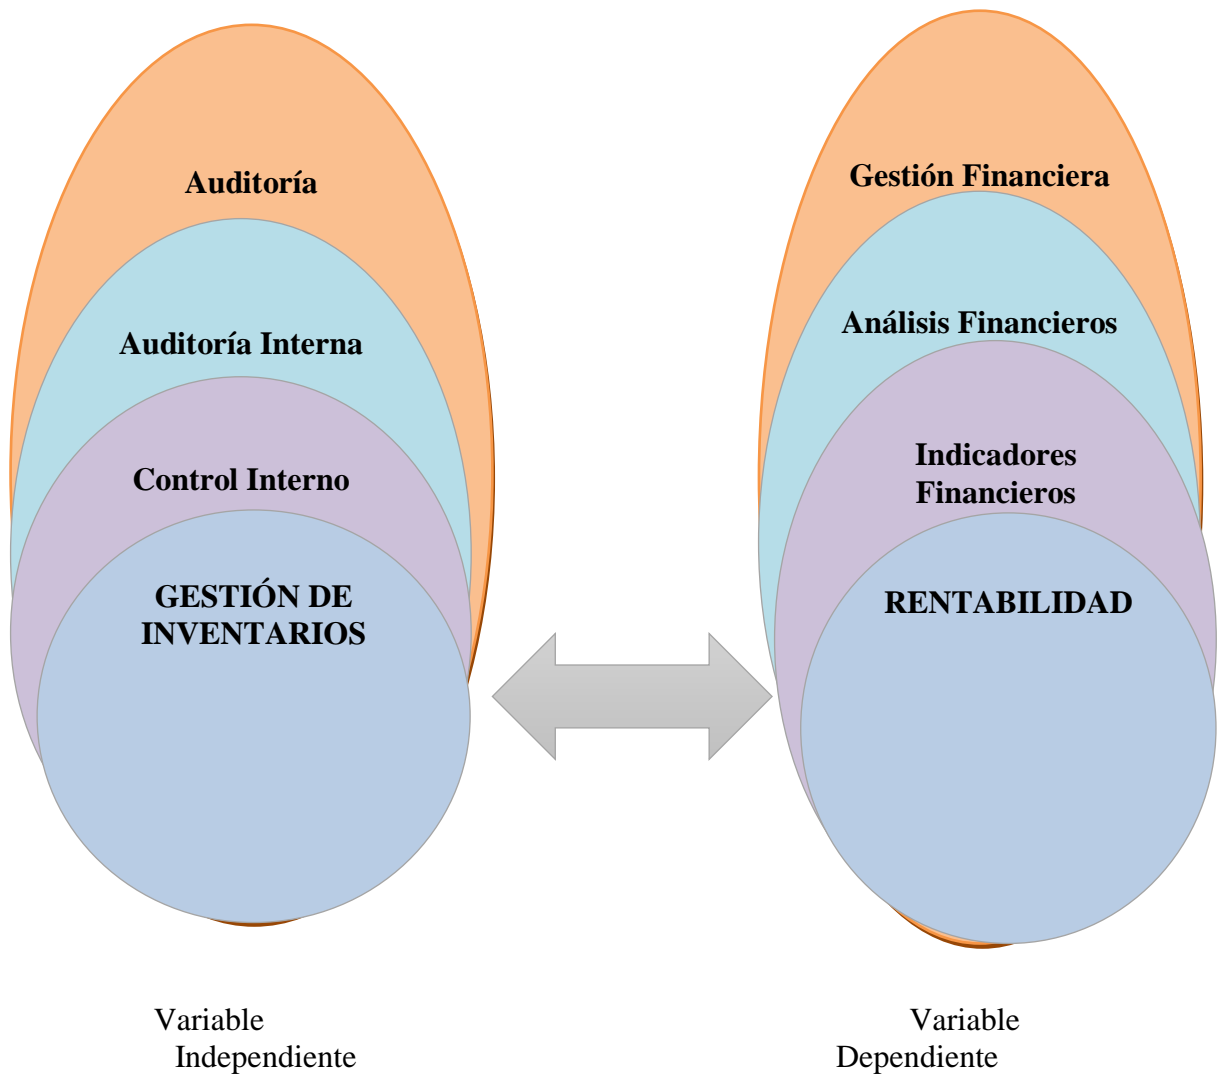 Auditoría
Auditoría Interna
Control Interno
GESTIÓN DE
INVENTARIOS
Gestión Financiera
Análisis Financieros
Indicadores
Financieros
RENTABILIDAD
Variable
Independiente
Variable
Dependiente